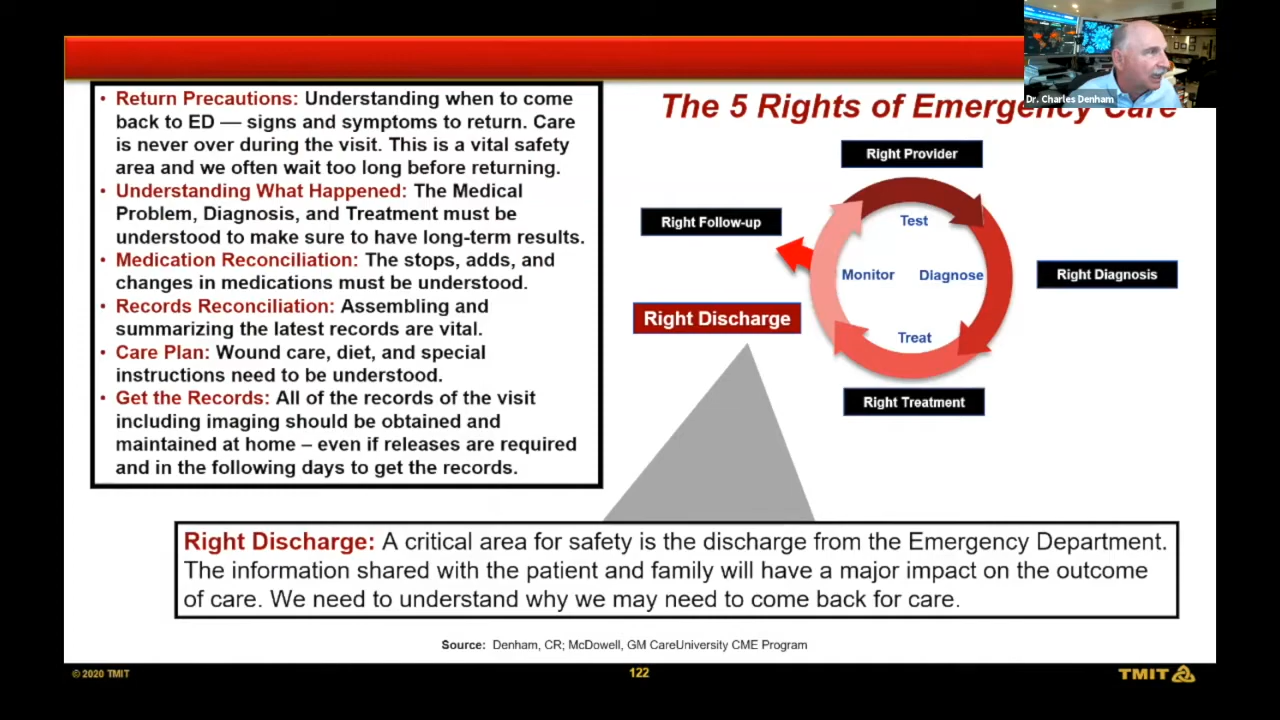 Dr. Charles Denham
The 5 Rights of Emergency Care
• Return Precautions: Understanding when to come
back to ED — signs and symptoms to return. Care
is never over during the visit. This is a vital safety
area and we often wait too long before returning.
• Understanding What Happened: The Medical
Problem, Diagnosis, and Treatment must be
understood to make sure to have long-term results.
• Medication Reconciliation: The stops, adds, and
changes in medications must be understood.
• Records Reconciliation: Assembling and
summarizing the latest records are vital.
• Care Plan: Wound care, diet, and special
instructions need to be understood.
• Get the Records: All of the records of the visit
including imaging should be obtained and
maintained at home – even if releases are required
and in the following days to get the records.
Right Provider
Right Follow-up
Test
Monitor
Diagnose
Right Diagnosis
Right Discharge
Treat
Right Treatment
Right Discharge: A critical area for safety is the discharge from the Emergency Department.
The information shared with the patient and family will have a major impact on the outcome
of care. We need to understand why we may need to come back for care.
Source: Denham, CR; McDowell, GM CareUniversity CME Program
© 2020 TMIT
122
TMIT